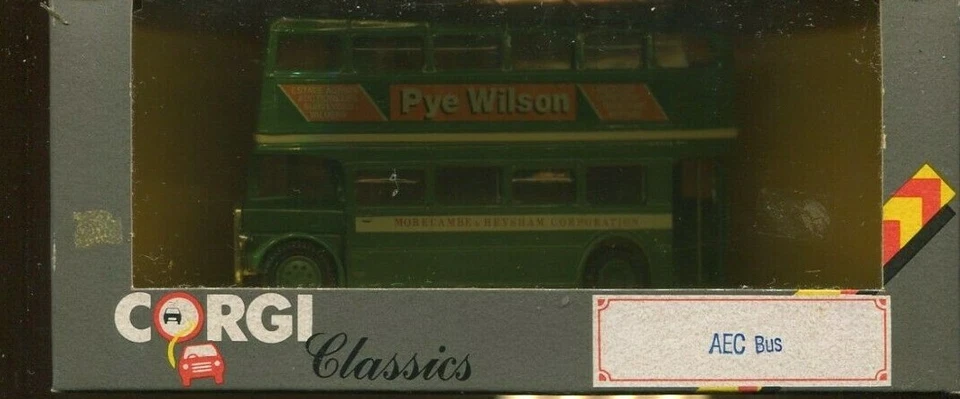 Pye Wilson
MORECAMBE & HEYSHAM CORPORATION
CORGI
Classics
AEC Bus